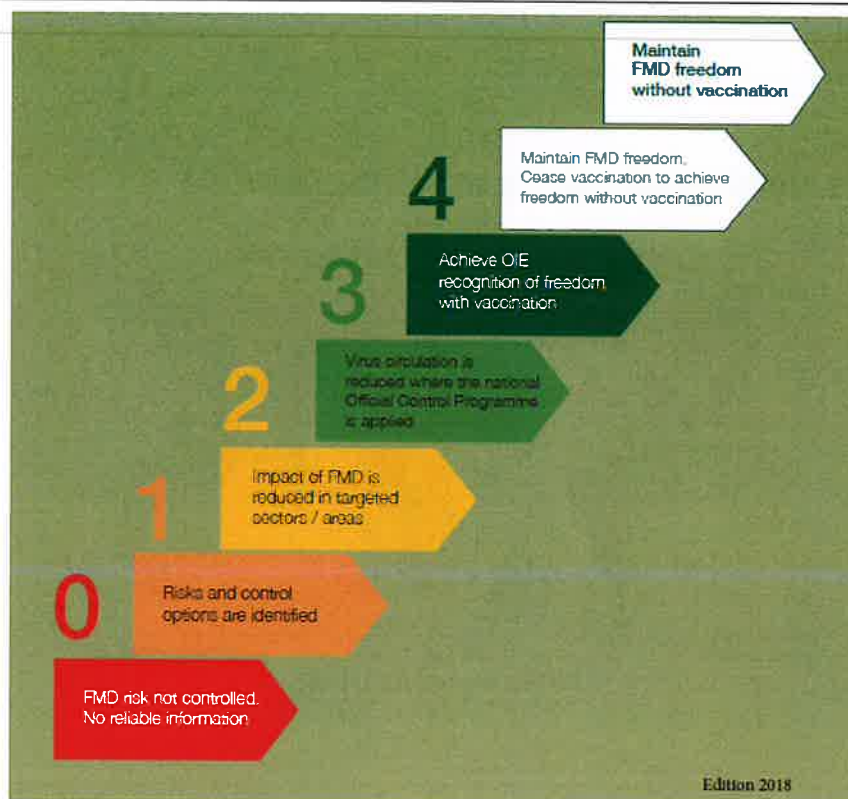 Maintain
FMD freedom
without vaccination
Maintain FMD freedom.
Cease vaccination to achieve
freedom without vaccination
4
Achieve OIE
recognition of freedom
with vaccination
3
Virus circulation is
reduced where the national
Official Control Programme
is applied
2
Impact of FMD is
reduced in targeted
sectors / areas
1
Risks and control
options are identified
0
FMD risk not controlled.
No reliable information
Edition 2018